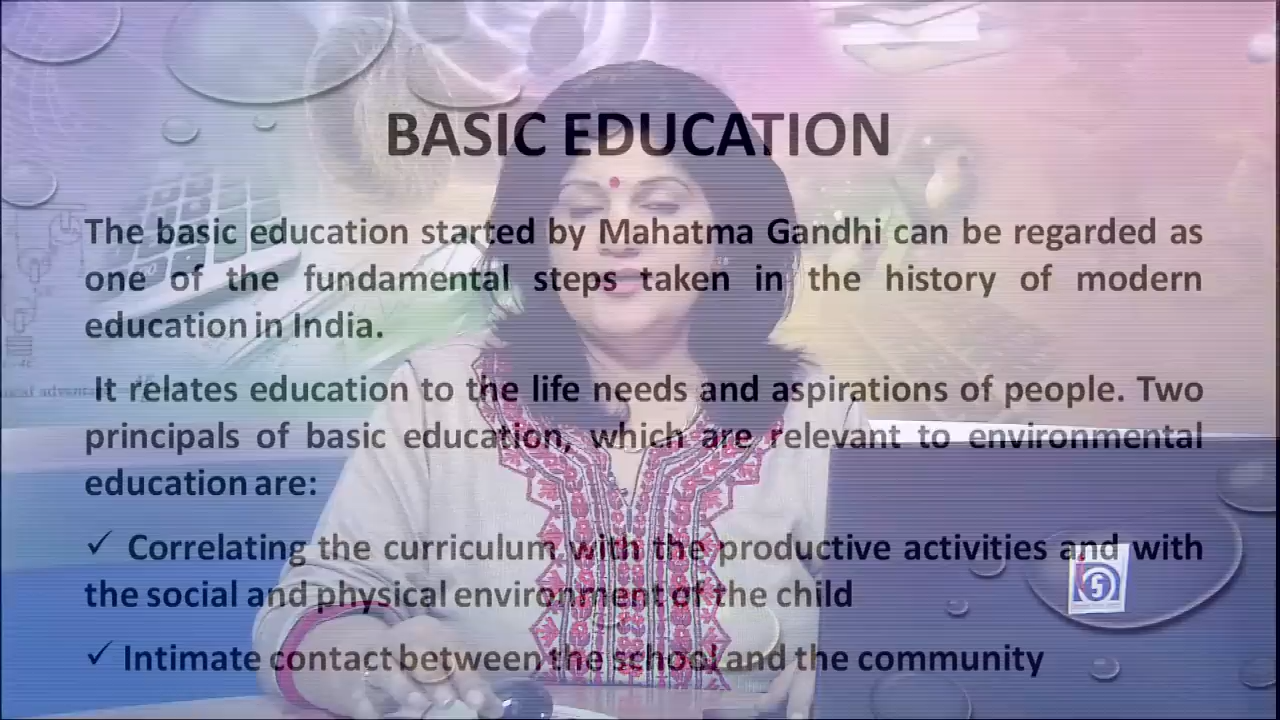 BASIC EDUCATION
The basic education started by Mahatma Gandhi can be regarded as
one of the fundamental steps taken in the history of modern
education in India.
It relates education to the life needs and aspirations of people. Two
principals of basic education, which are relevant to environmental
education are:
✓ Correlating the curriculum with the productive activities and with
the social and physical environment of the child
✓ Intimate contact between the school and the community